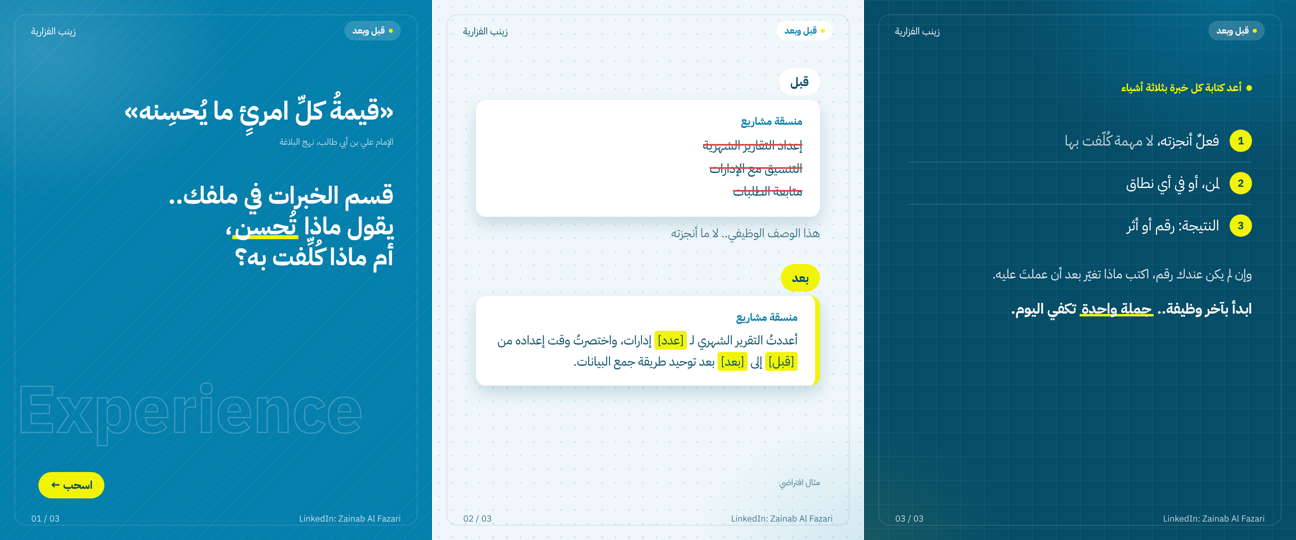 قبل وبعد
زينب الفزارية
«قيمةُ كلِّ امرئٍ ما يُحسِنه»
الإمام علي بن أبي طالب، نهج البلاغة
قسم الخبرات في ملفك..
يقول ماذا تُحسن،
أم ماذا كُلِّفت به؟
Experience
اسحب ←
01 / 03
LinkedIn: Zainab Al Fazari
قبل وبعد
زينب الفزارية
قبل
منسقة مشاريع
إعداد التقارير الشهرية
التنسيق مع الإدارات
متابعة الطلبات
هذا الوصف الوظيفي.. لا ما أنجزته
بعد
منسقة مشاريع
أعددتُ التقرير الشهري لـ [عدد] إدارات، واختصرتُ وقت إعداده من
[قبل] إلى [بعد] بعد توحيد طريقة جمع البيانات.
مثال افتراضي
02 / 03
LinkedIn: Zainab Al Fazari
قبل وبعد
زينب الفزارية
أعد كتابة كل خبرة بثلاثة أشياء
1 فعلٌ أنجزته، لا مهمة كُلّفت بها
2 لمن، أو في أي نطاق
3 النتيجة: رقم أو أثر
وإن لم يكن عندك رقم، اكتب ماذا تغيّر بعد أن عملتَ عليه.
ابدأ بآخر وظيفة.. جملة واحدة تكفي اليوم.
03 / 03
LinkedIn: Zainab Al Fazari